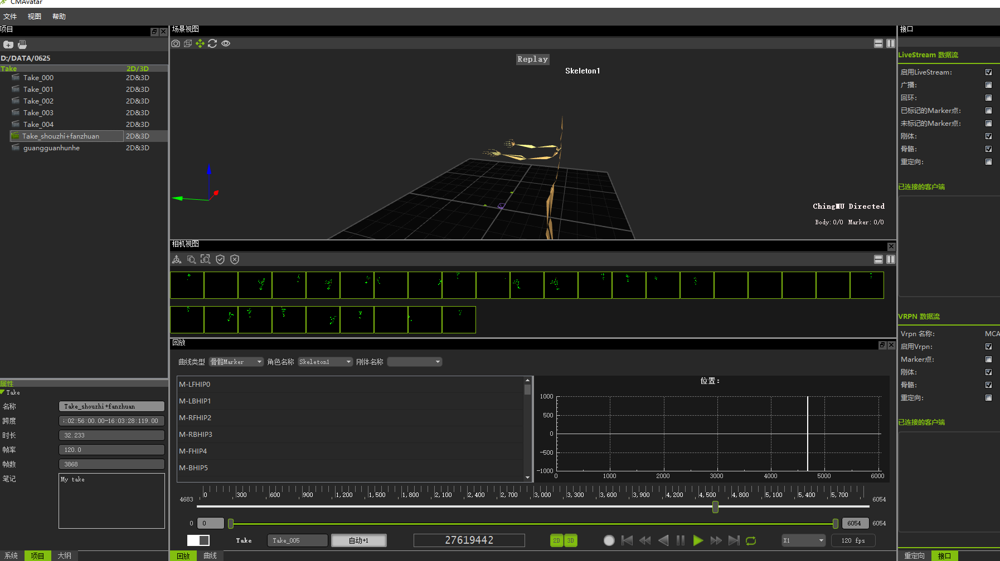 CMAvatar
文件 视图 帮助
项目
D:/DATA/0625
Take 2D/3D
Take_000 2D&3D
Take_001 2D&3D
Take_002 2D&3D
Take_003 2D&3D
Take_004 2D&3D
Take_shouzhi+fanzhuan 2D&3D
guangguanhunhe 2D&3D
属性
Take
名称 Take_shouzhi+fanzhuan
跨度 :02:56:00.00-16:03:28:119.00
时长 32.233
帧率 120.0
帧数 3868
笔记 My take
系统 项目 大纲
场景视图
Replay
Skeleton1
ChingMU Directed
Body:0/0 Marker:0/0
相机视图
回放
曲线类型 骨骼Marker 角色名称 Skeleton1 刚体名称
M-LFHIP0
M-LBHIP1
M-RFHIP2
M-RBHIP3
M-FHIP4
M-BHIP5
位置:
1000
500
0
-500
-1000
0 1000 2000 3000 4000 5000 6000
0 300 600 900 1,200 1,500 1,800 2,100 2,400 2,700 3,000 3,300 3,600 3,900 4,200 4,500 4,800 5,100 5,400 5,700
4683 6054
0 0 6054 6054
Take Take_005 自动+1 27619442 2D 3D X1 120 fps
回放 曲线
接口
LiveStream 数据流
启用LiveStream:
广播:
回环:
已标记的Marker点:
未标记的Marker点:
刚体:
骨骼:
重定向:
已连接的客户端
VRPN 数据流
Vrpn 名称: MCA
启用Vrpn:
Marker点:
刚体:
骨骼:
重定向:
已连接的客户端
重定向 接口